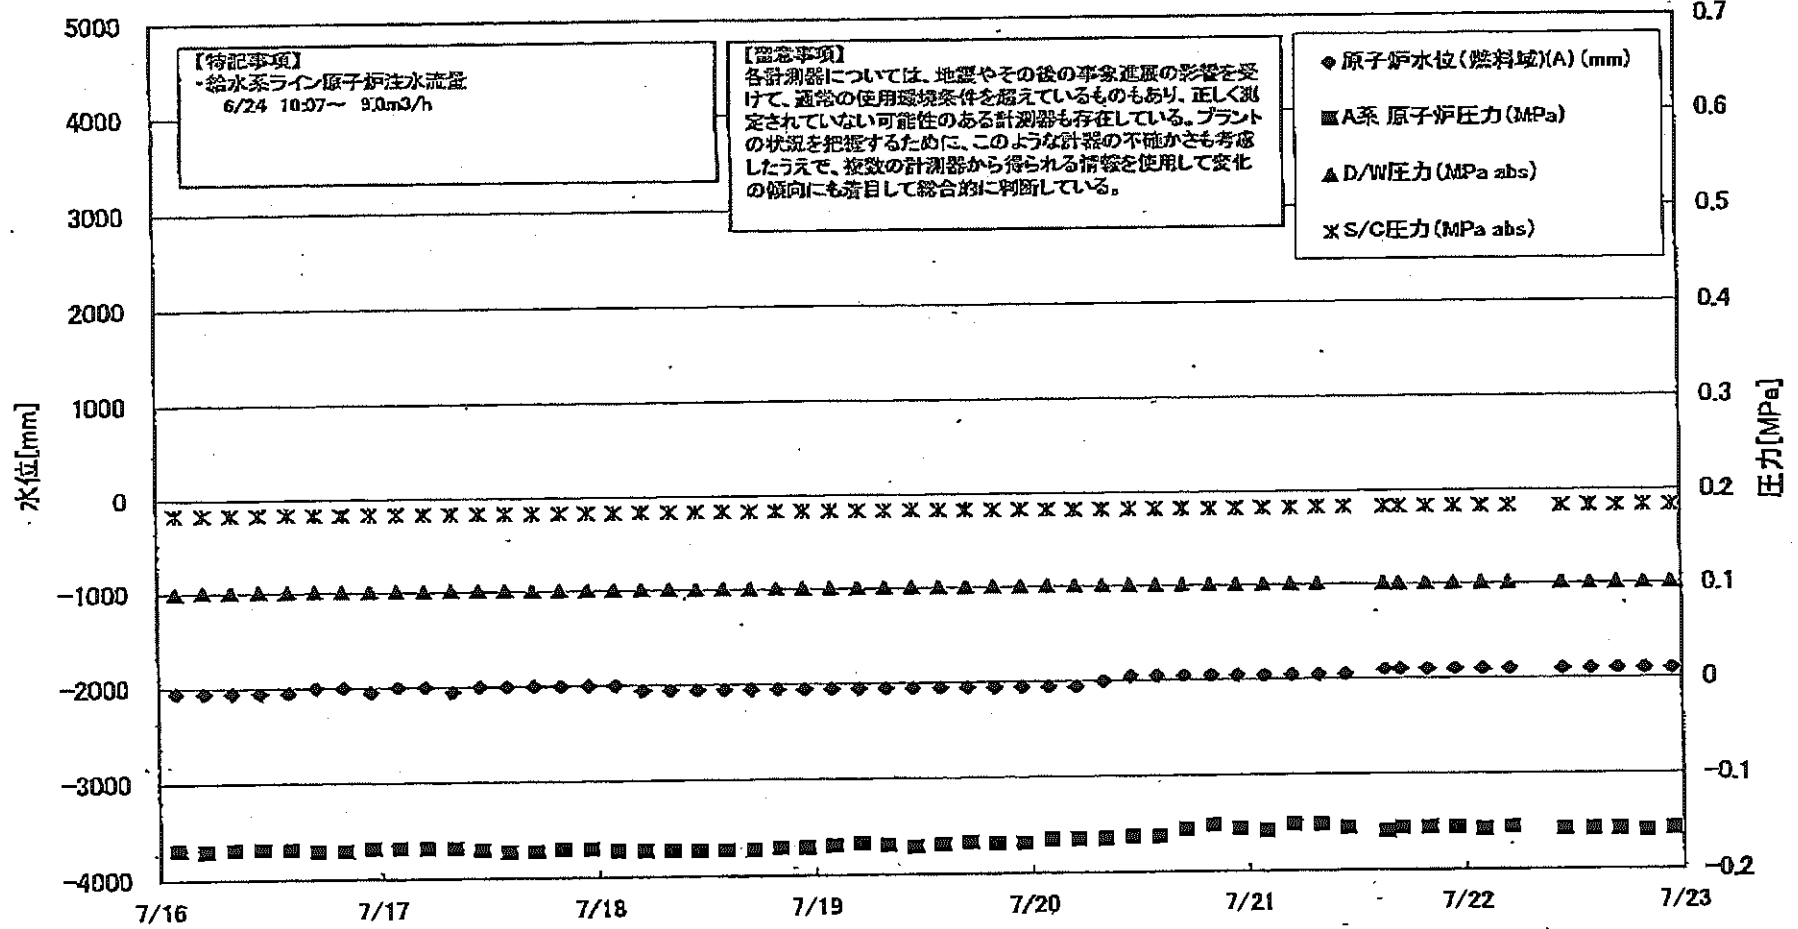 5000
4000
3000
2000
1000
0
-1000
-2000
-3000
-4000
水位[mm]
【特記事項】
・給水系ライン原子炉注水流量
6/24 10:07～ 9.0m3/h
【留意事項】
各計測器については、地震やその後の事象進展の影響を受
けて、通常の使用環境条件を超えているものもあり、正しく測
定されていない可能性のある計測器も存在している。プラント
の状況を把握するために、このような計器の不確かさも考慮
したうえで、複数の計測器から得られる情報を使用して変化
の傾向にも着目して総合的に判断している。
原子炉水位(燃料域)(A)(mm)
A系 原子炉圧力(MPa)
D/W圧力(MPa abs)
S/C圧力(MPa abs)
0.7
0.6
0.5
0.4
0.3
0.2
0.1
0
-0.1
-0.2
圧力[MPa]
7/16
7/17
7/18
7/19
7/20
7/21
7/22
7/23